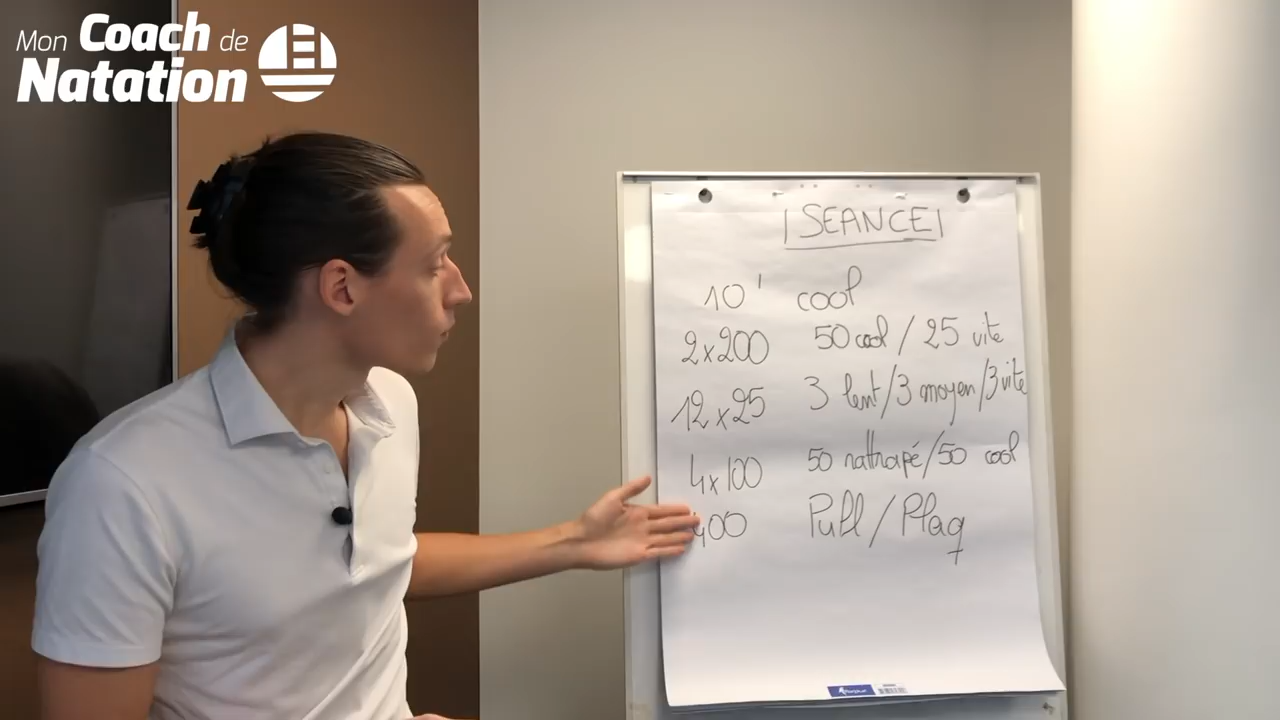 Mon Coach de
Natation
SEANCE
10' cool
2x200 50 cool / 25 vite
12x25 3 lent/3 moyen/3 vite
4x100 50 rattrapé/50 cool
400 Pull / Plaq